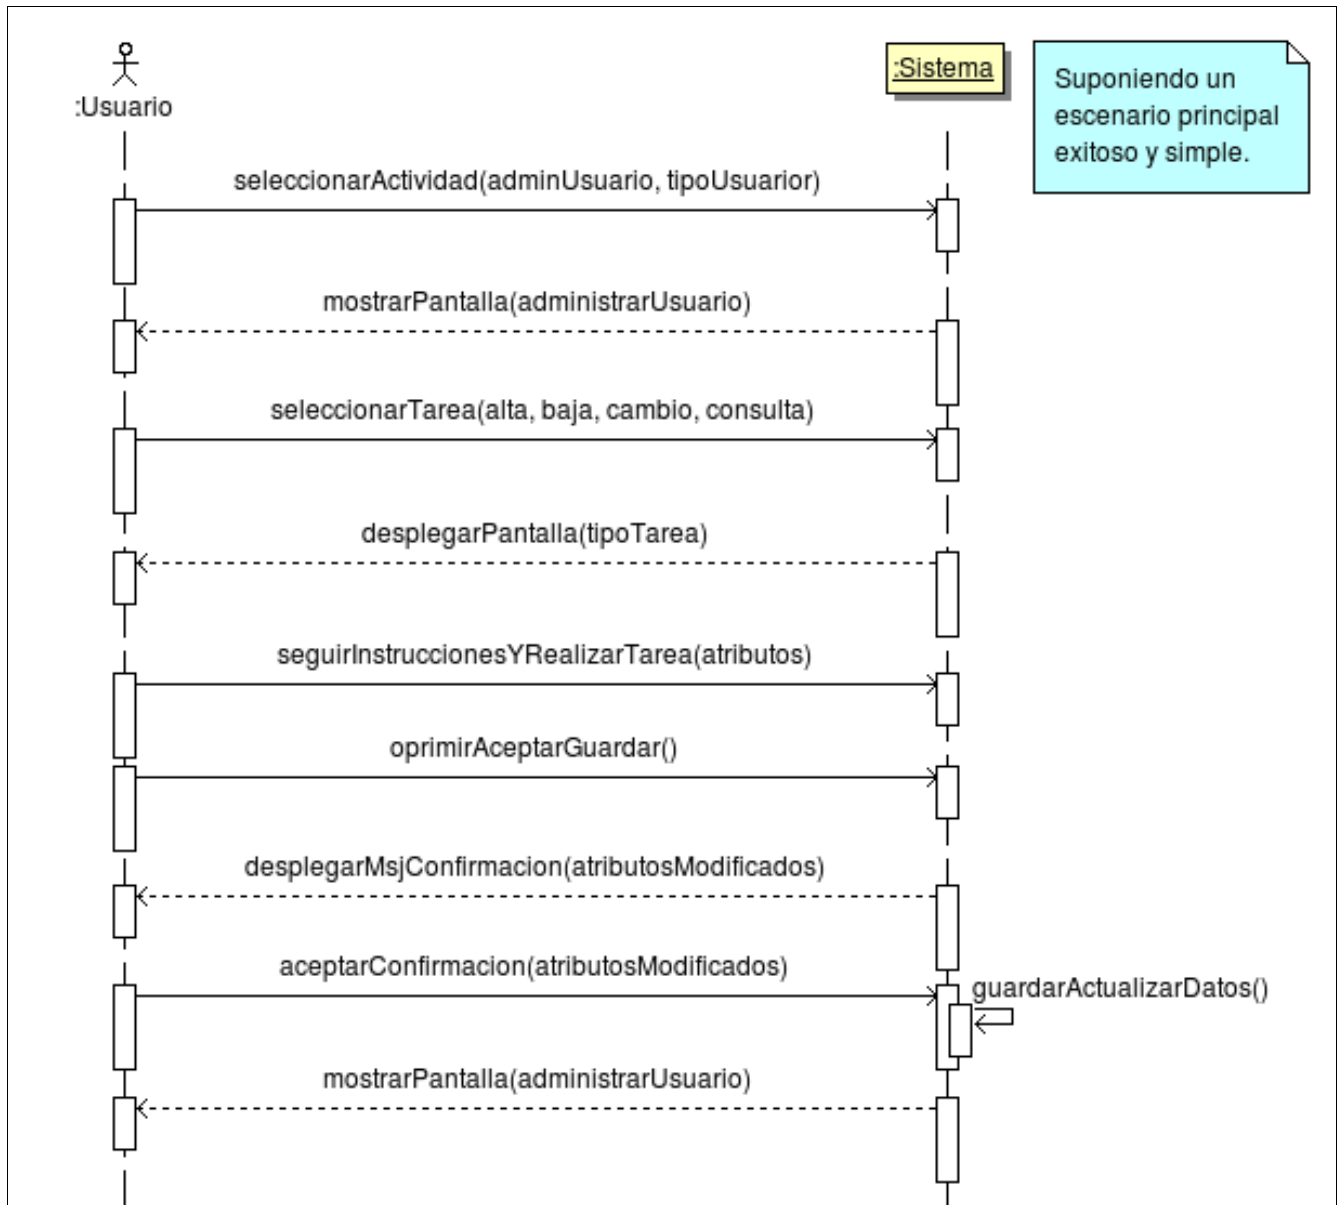 :Usuario
:Sistema
Suponiendo un
escenario principal
exitoso y simple.
seleccionarActividad(adminUsuario, tipoUsuarior)
mostrarPantalla(administrarUsuario)
seleccionarTarea(alta, baja, cambio, consulta)
desplegarPantalla(tipoTarea)
seguirInstruccionesYRealizarTarea(atributos)
oprimirAceptarGuardar()
desplegarMsjConfirmacion(atributosModificados)
aceptarConfirmacion(atributosModificados)
guardarActualizarDatos()
mostrarPantalla(administrarUsuario)